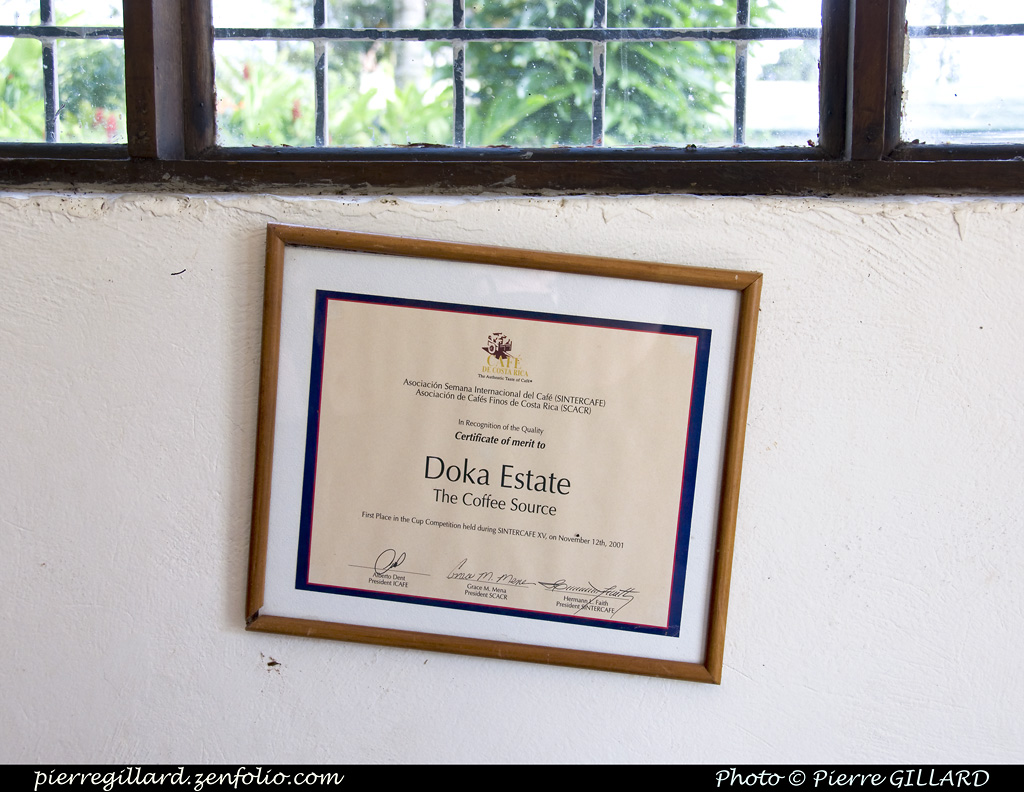 CAFÉ
DE COSTA RICA
The Authentic Taste of Café
Asociación Semana Internacional del Café (SINTERCAFE)
Asociación de Cafés Finos de Costa Rica (SCACR)
In Recognition of the Quality
Certificate of merit to
Doka Estate
The Coffee Source
First Place in the Cup Competition held during SINTERCAFE XV, on November 12th, 2001
Alberto Dent
President ICAFE
Grace M. Mena
Grace M. Mena
President SCACR
Hermann L. Faith
President SINTERCAFE
pierregillard.zenfolio.com
Photo © Pierre GILLARD